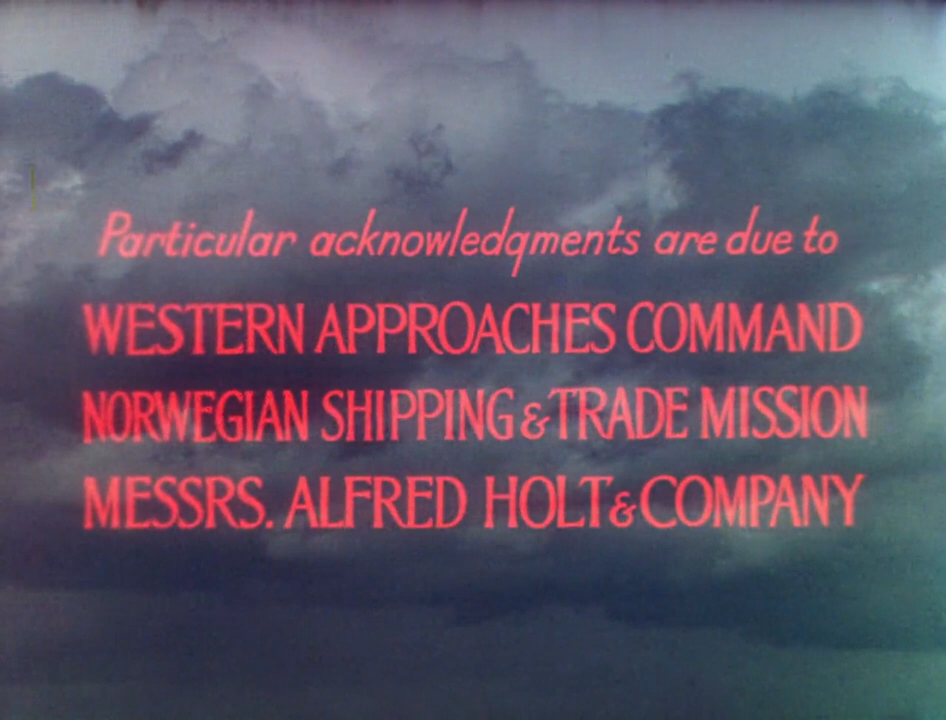 Particular acknowledgments are due to
WESTERN APPROACHES COMMAND
NORWEGIAN SHIPPING & TRADE MISSION
MESSRS. ALFRED HOLT & COMPANY